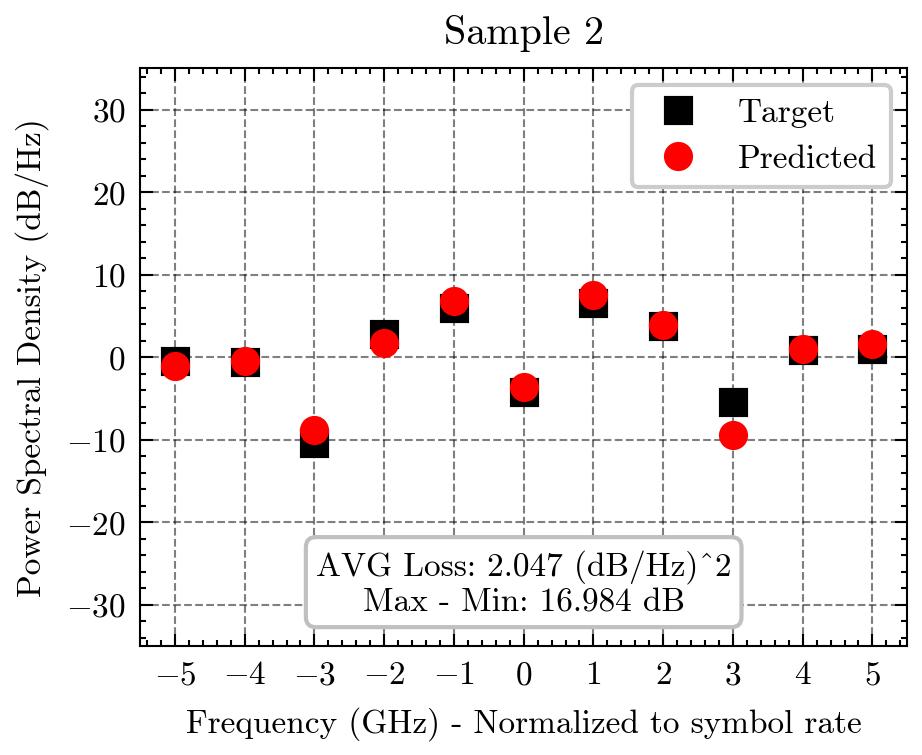 Sample 2
Power Spectral Density (dB/Hz)
30
20
10
0
−10
−20
−30
Target
Predicted
AVG Loss: 2.047 (dB/Hz)^2
Max - Min: 16.984 dB
−5 −4 −3 −2 −1 0 1 2 3 4 5
Frequency (GHz) - Normalized to symbol rate